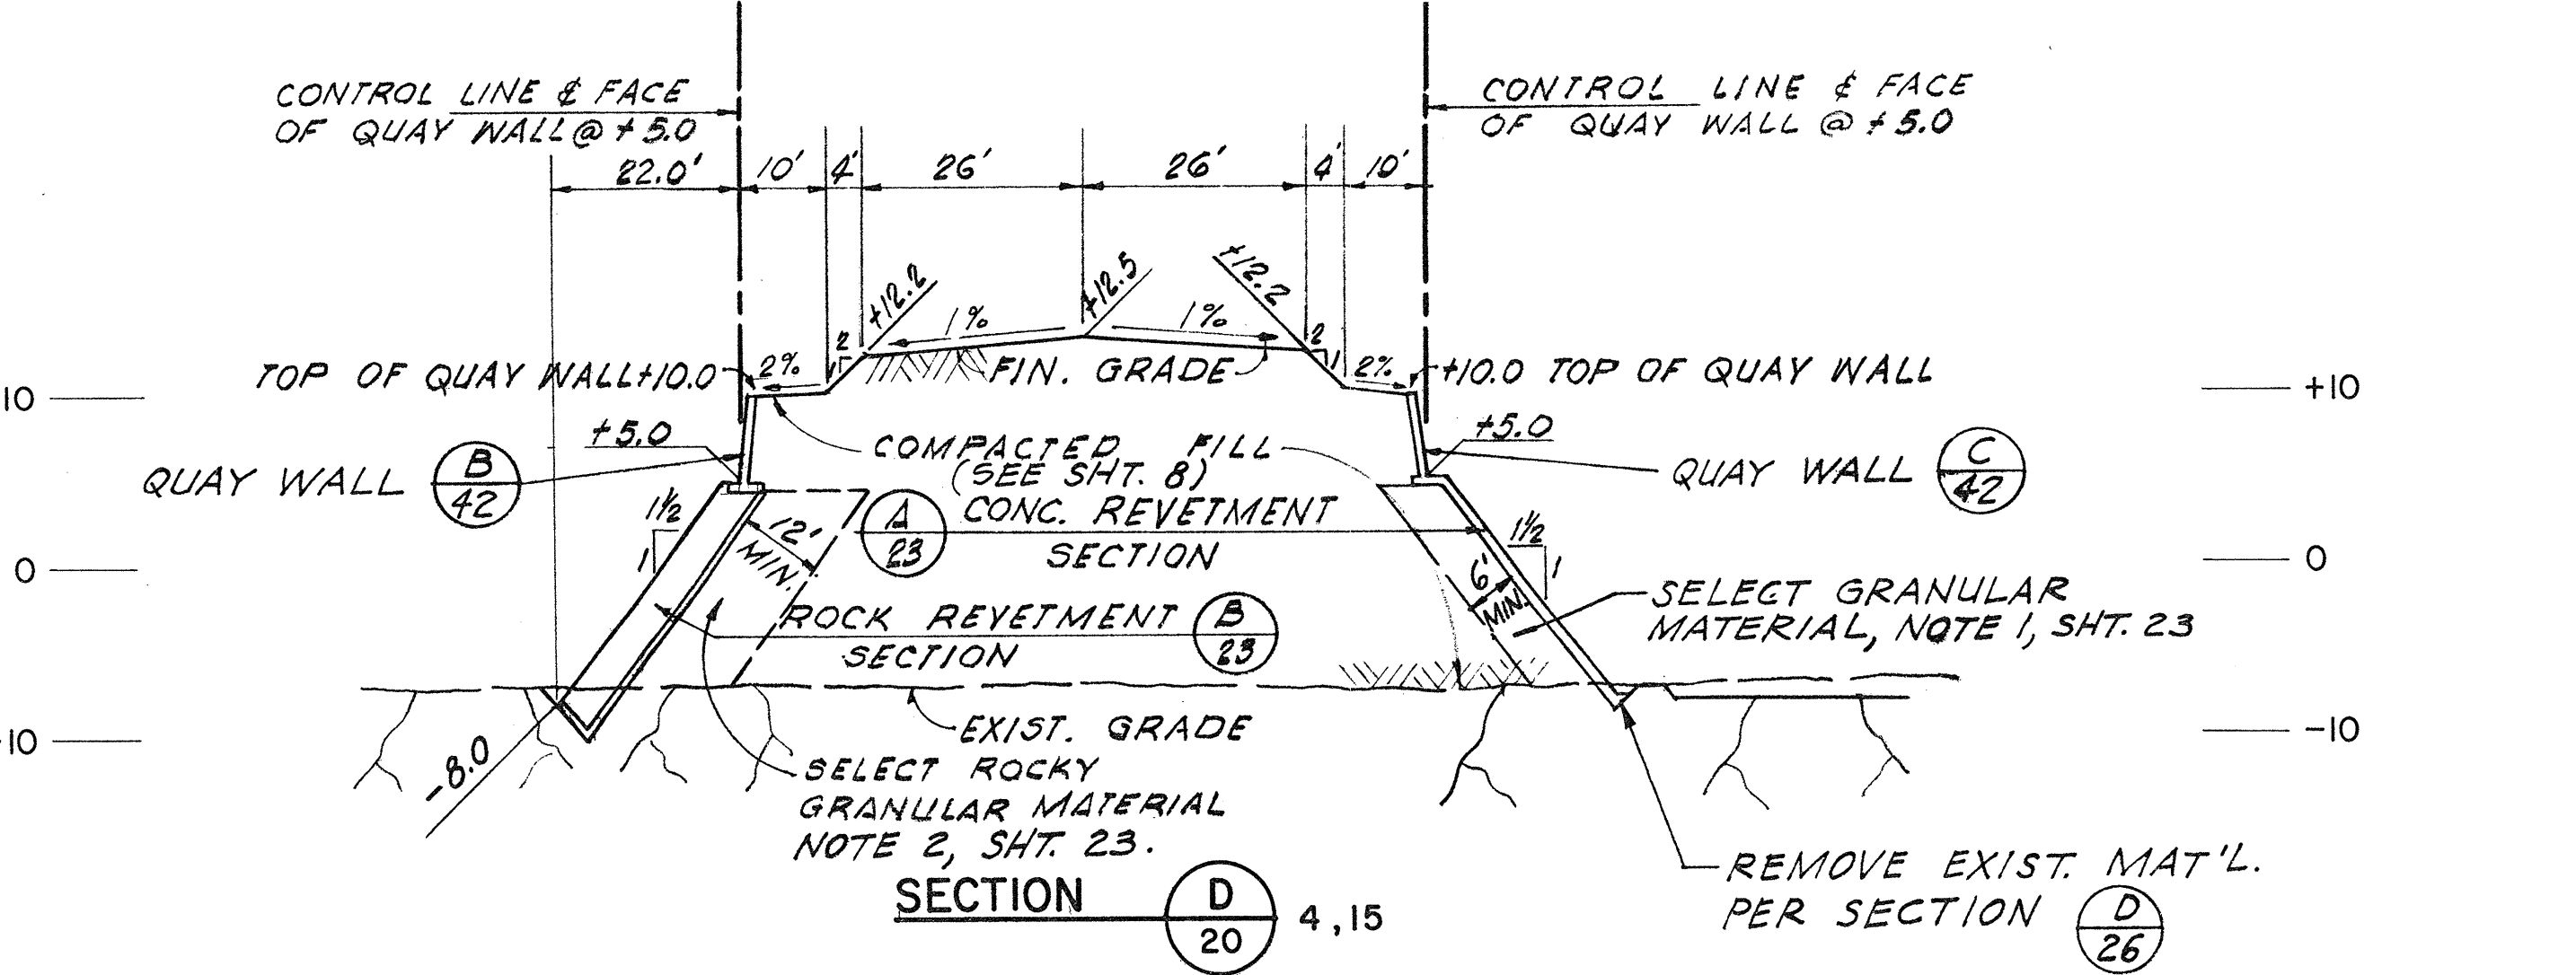 CONTROL LINE & FACE
OF QUAY WALL @ +5.0
CONTROL LINE & FACE
OF QUAY WALL @ +5.0
22.0' 10' 4' 26' 26' 4' 10'
+12.2 +12.5 +12.2
1% 1%
2 2
1 1
TOP OF QUAY WALL +10.0 2% FIN. GRADE 2% +10.0 TOP OF QUAY WALL
10 +10
+5.0 +5.0
COMPACTED FILL
(SEE SHT. 8)
QUAY WALL B
42
QUAY WALL C
42
A
23
CONC. REVETMENT
SECTION
1½
1
12'
MIN.
1½
1
6'
MIN.
0 0
SELECT GRANULAR
MATERIAL, NOTE 1, SHT. 23
ROCK REVETMENT
SECTION
B
23
EXIST. GRADE
-10 -10
-8.0
SELECT ROCKY
GRANULAR MATERIAL
NOTE 2, SHT. 23.
REMOVE EXIST. MAT'L.
PER SECTION D
26
SECTION D
20
4,15